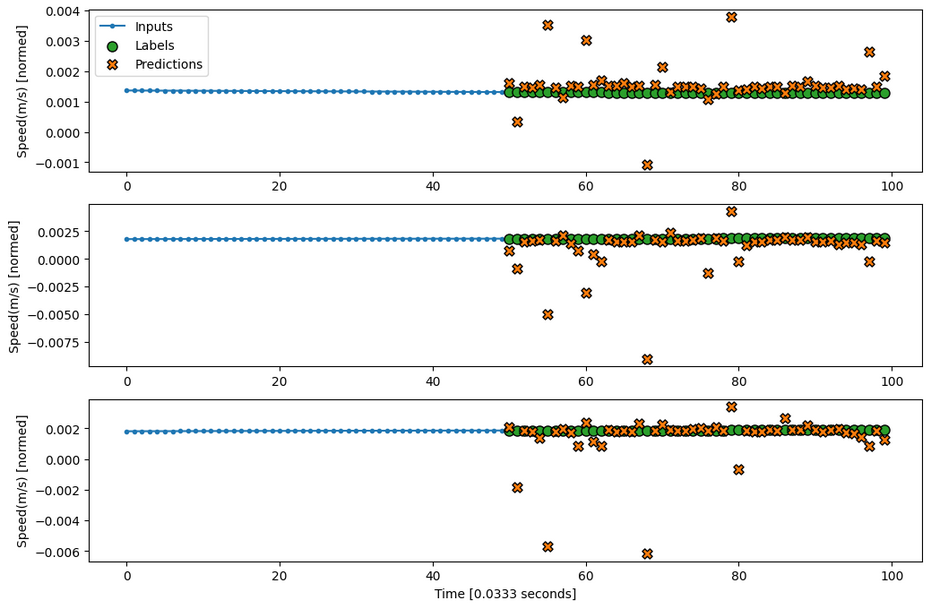 Speed(m/s) [normed]
0.004
0.003
0.002
0.001
0.000
−0.001
Inputs
Labels
Predictions
0 20 40 60 80 100
Speed(m/s) [normed]
0.0025
0.0000
−0.0025
−0.0050
−0.0075
0 20 40 60 80 100
Speed(m/s) [normed]
0.002
0.000
−0.002
−0.004
−0.006
0 20 40 60 80 100
Time [0.0333 seconds]